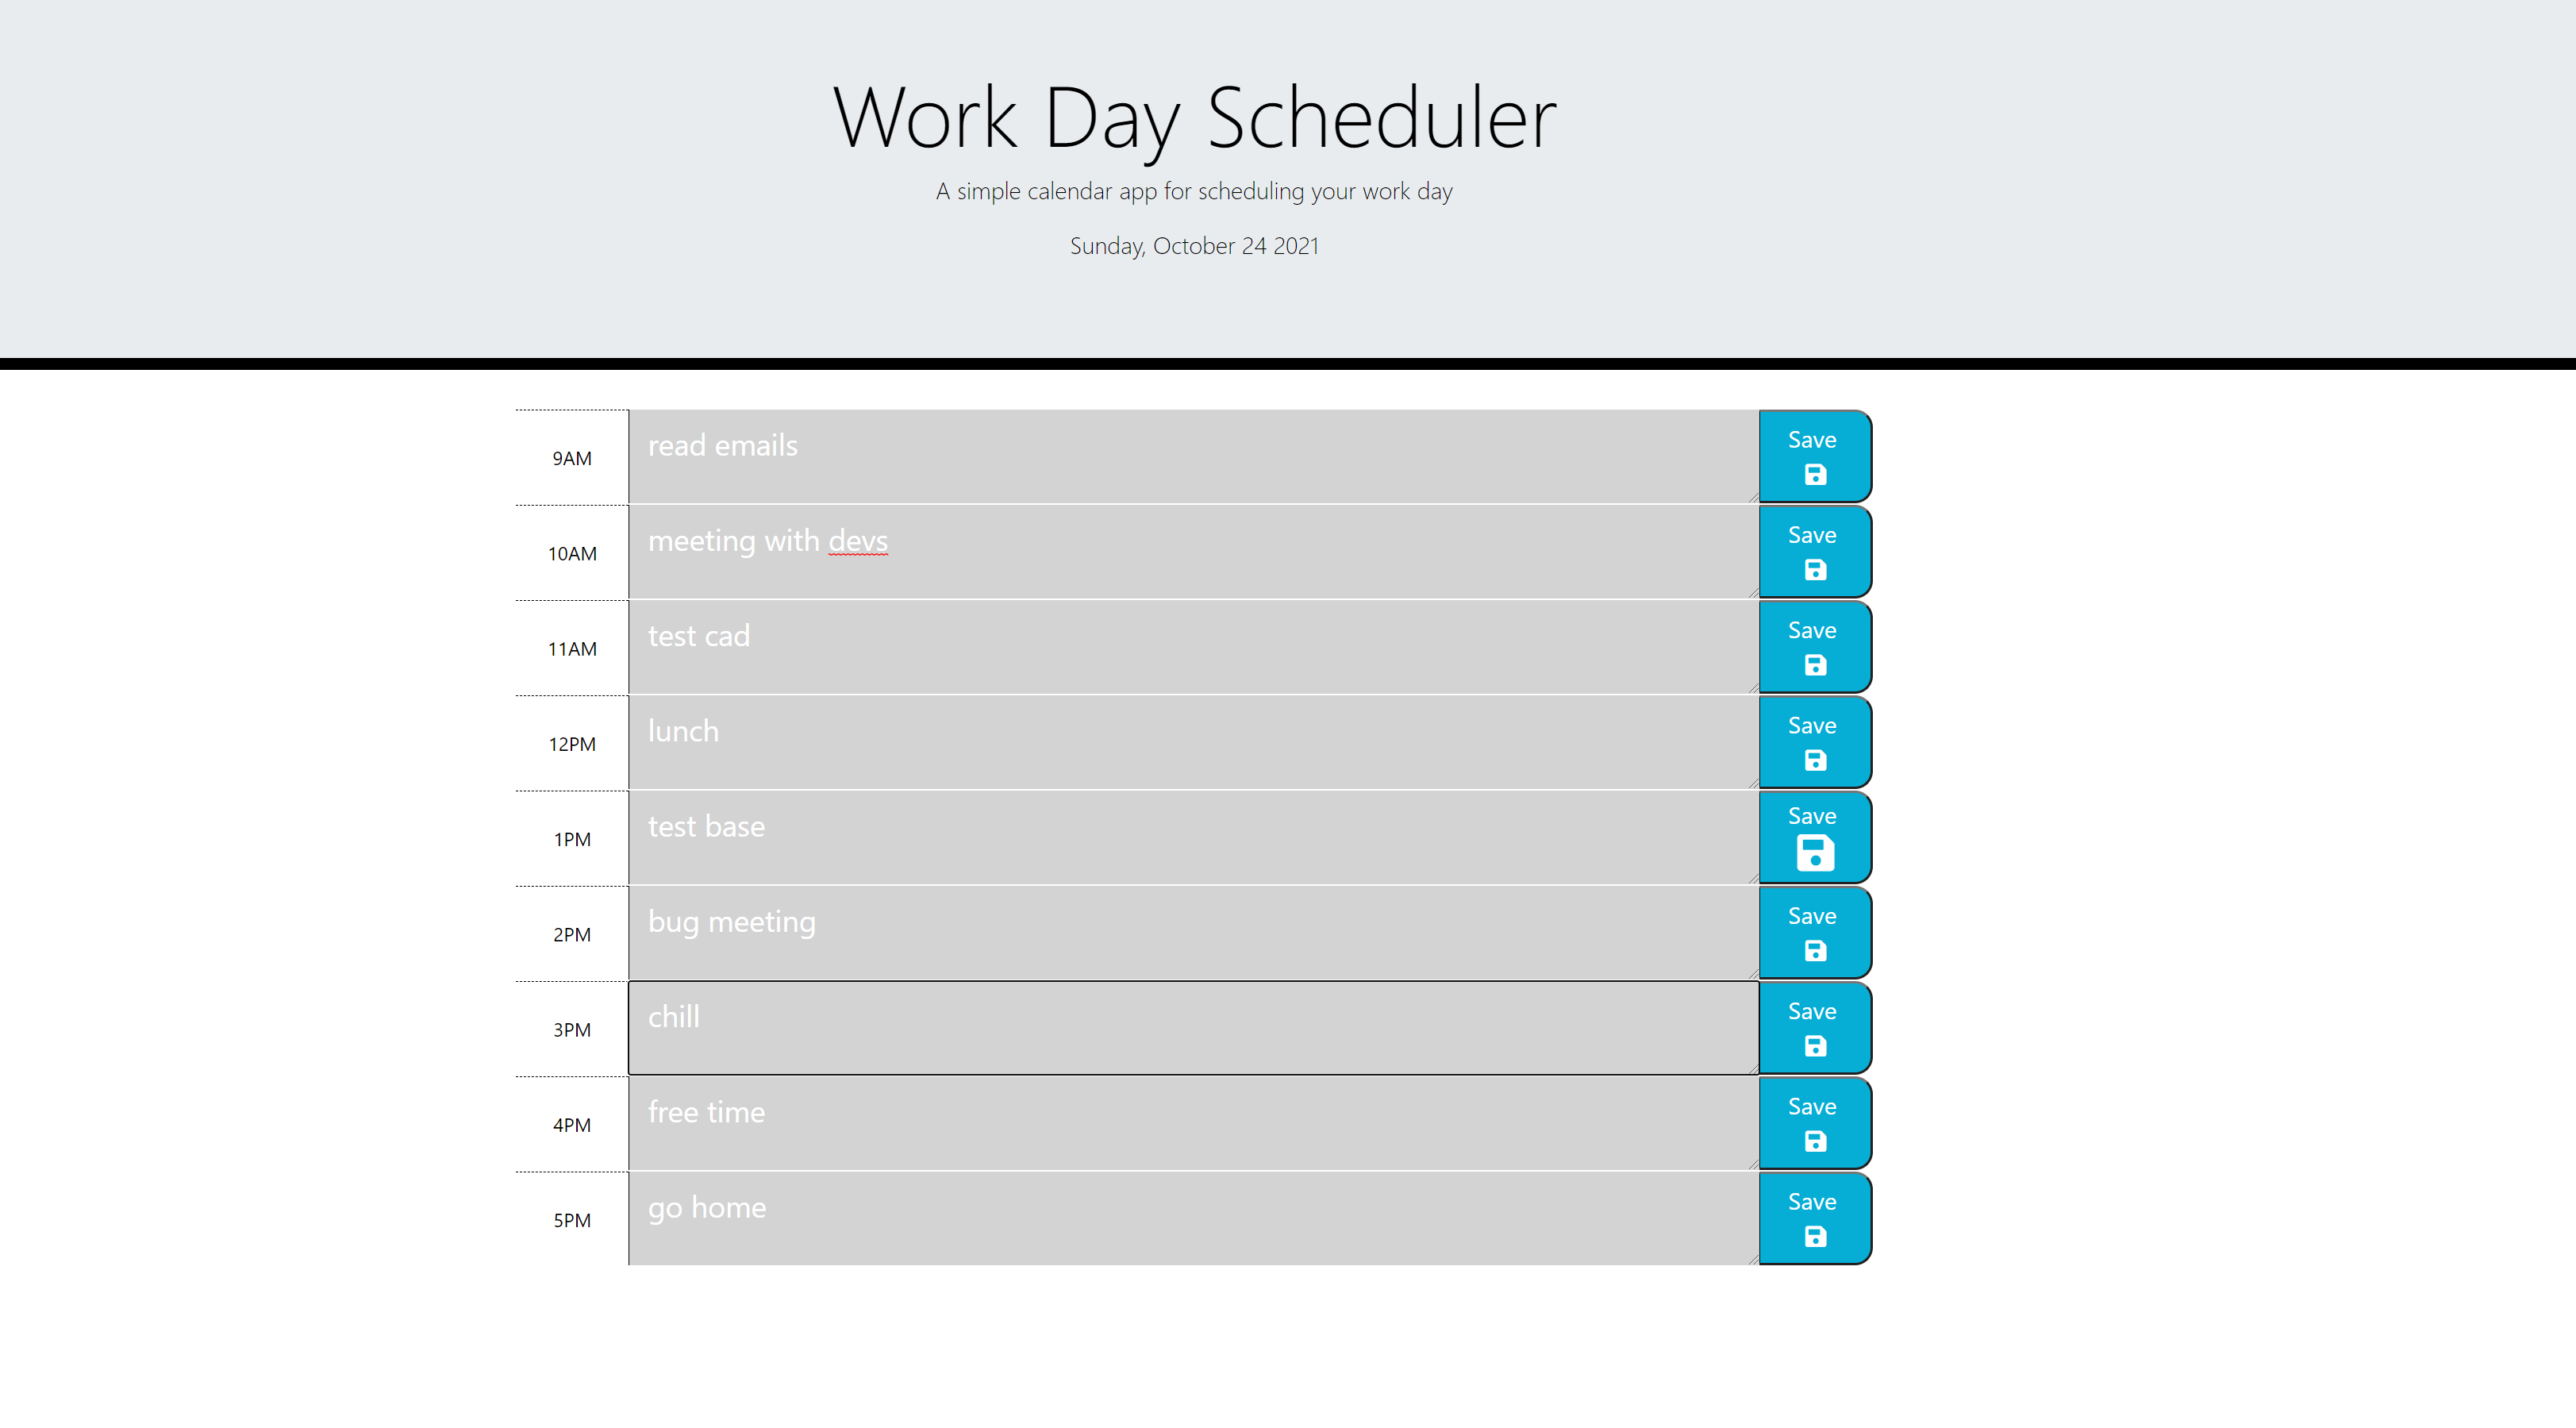 Work Day Scheduler
A simple calendar app for scheduling your work day
Sunday, October 24 2021
9AM read emails Save
10AM meeting with devs Save
11AM test cad Save
12PM lunch Save
1PM test base Save
2PM bug meeting Save
3PM chill Save
4PM free time Save
5PM go home Save